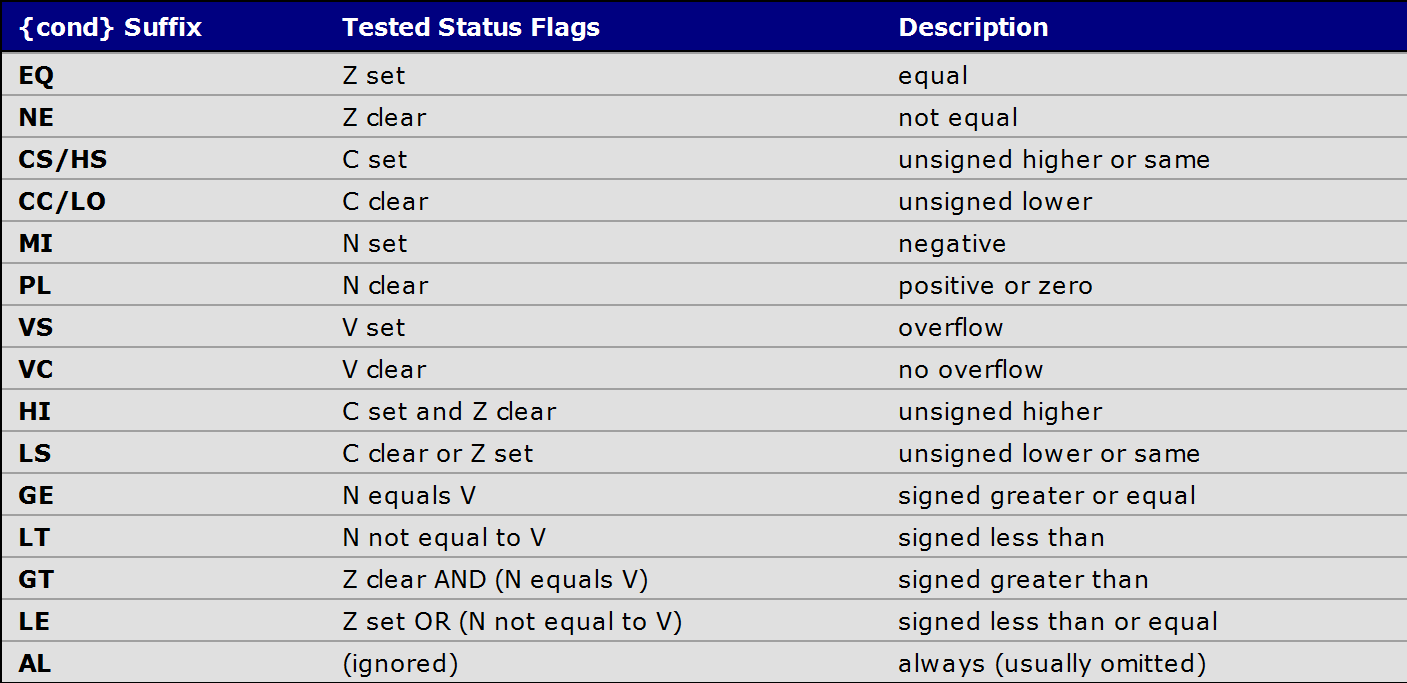 {cond} Suffix Tested Status Flags Description
EQ Z set equal
NE Z clear not equal
CS/HS C set unsigned higher or same
CC/LO C clear unsigned lower
MI N set negative
PL N clear positive or zero
VS V set overflow
VC V clear no overflow
HI C set and Z clear unsigned higher
LS C clear or Z set unsigned lower or same
GE N equals V signed greater or equal
LT N not equal to V signed less than
GT Z clear AND (N equals V) signed greater than
LE Z set OR (N not equal to V) signed less than or equal
AL (ignored) always (usually omitted)